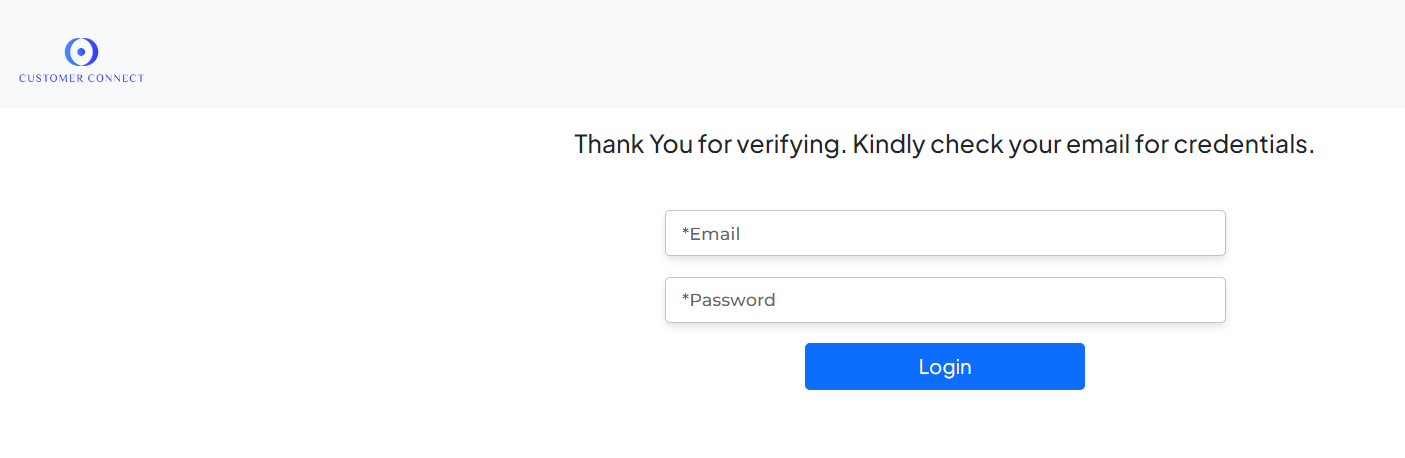 CUSTOMER CONNECT
Thank You for verifying. Kindly check your email for credentials.
*Email
*Password
Login